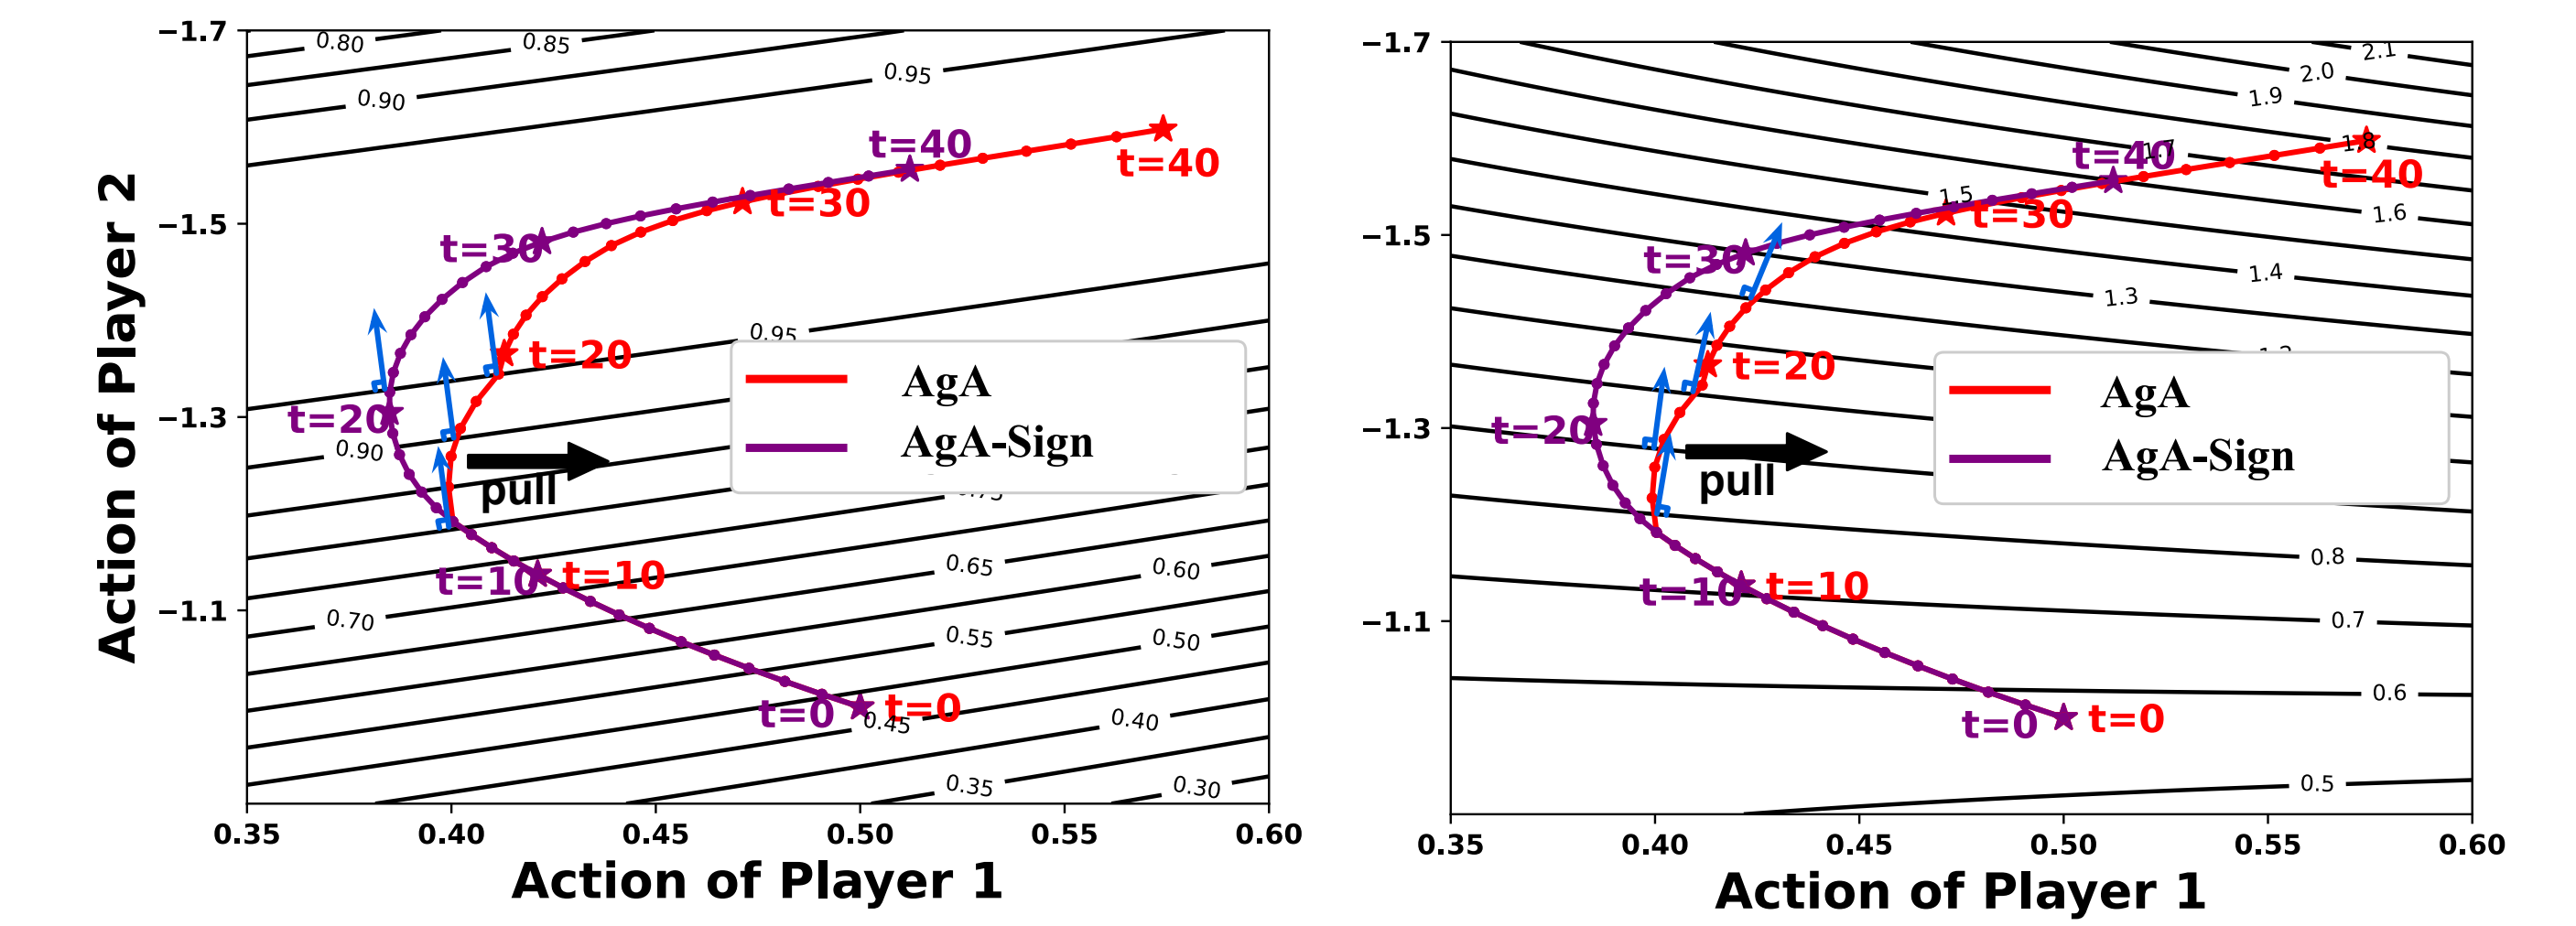 −1.7
−1.5
−1.3
−1.1
Action of Player 2
0.80
0.85
0.90
0.95
t=40
t=40
t=30
t=30
0.95
t=20
t=20
0.90
AgA
AgA-Sign
pull
t=10
t=10
0.65
0.60
0.70
0.55
0.50
t=0
t=0
0.45
0.40
0.35
0.30
0.35
0.40
0.45
0.50
0.55
0.60
Action of Player 1
−1.7
−1.5
−1.3
−1.1
2.1
2.0
1.9
1.8
1.7
t=40
t=40
1.5
1.6
t=30
t=30
1.4
1.3
t=20
t=20
AgA
AgA-Sign
pull
0.8
t=10
t=10
0.7
0.6
t=0
t=0
0.5
0.35
0.40
0.45
0.50
0.55
0.60
Action of Player 1